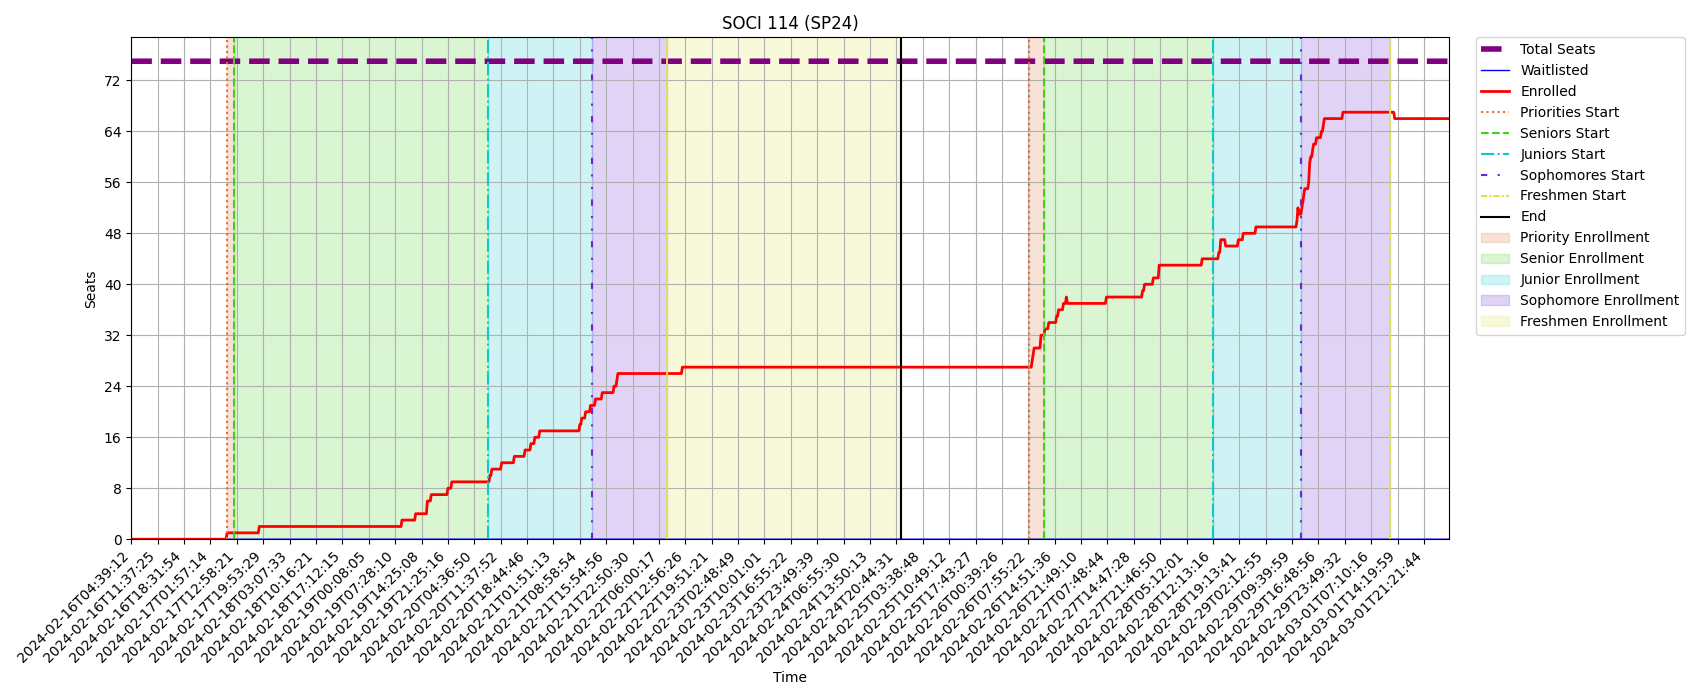 SOCI 114 (SP24)
Seats
72
64
56
48
40
32
24
16
8
0
2024-02-16T04:39:12
2024-02-16T11:37:25
2024-02-16T18:31:54
2024-02-17T01:57:14
2024-02-17T12:58:21
2024-02-17T19:53:29
2024-02-18T03:07:33
2024-02-18T10:16:21
2024-02-18T17:12:15
2024-02-19T00:08:05
2024-02-19T07:28:10
2024-02-19T14:25:08
2024-02-19T21:25:16
2024-02-20T04:36:50
2024-02-20T11:37:52
2024-02-20T18:44:46
2024-02-21T01:51:13
2024-02-21T08:58:54
2024-02-21T15:54:56
2024-02-21T22:50:30
2024-02-22T06:00:17
2024-02-22T12:56:26
2024-02-22T19:51:21
2024-02-23T02:48:49
2024-02-23T10:01:01
2024-02-23T16:55:22
2024-02-23T23:49:39
2024-02-24T06:55:30
2024-02-24T13:50:13
2024-02-24T20:44:31
2024-02-25T03:38:48
2024-02-25T10:49:12
2024-02-25T17:43:27
2024-02-26T00:39:26
2024-02-26T07:55:22
2024-02-26T14:51:36
2024-02-26T21:49:10
2024-02-27T07:48:44
2024-02-27T14:47:28
2024-02-27T21:46:50
2024-02-28T05:12:01
2024-02-28T12:13:16
2024-02-28T19:13:41
2024-02-29T02:12:55
2024-02-29T09:39:59
2024-02-29T16:48:56
2024-02-29T23:49:32
2024-03-01T07:10:16
2024-03-01T14:19:59
2024-03-01T21:21:44
Time
Total Seats
Waitlisted
Enrolled
Priorities Start
Seniors Start
Juniors Start
Sophomores Start
Freshmen Start
End
Priority Enrollment
Senior Enrollment
Junior Enrollment
Sophomore Enrollment
Freshmen Enrollment